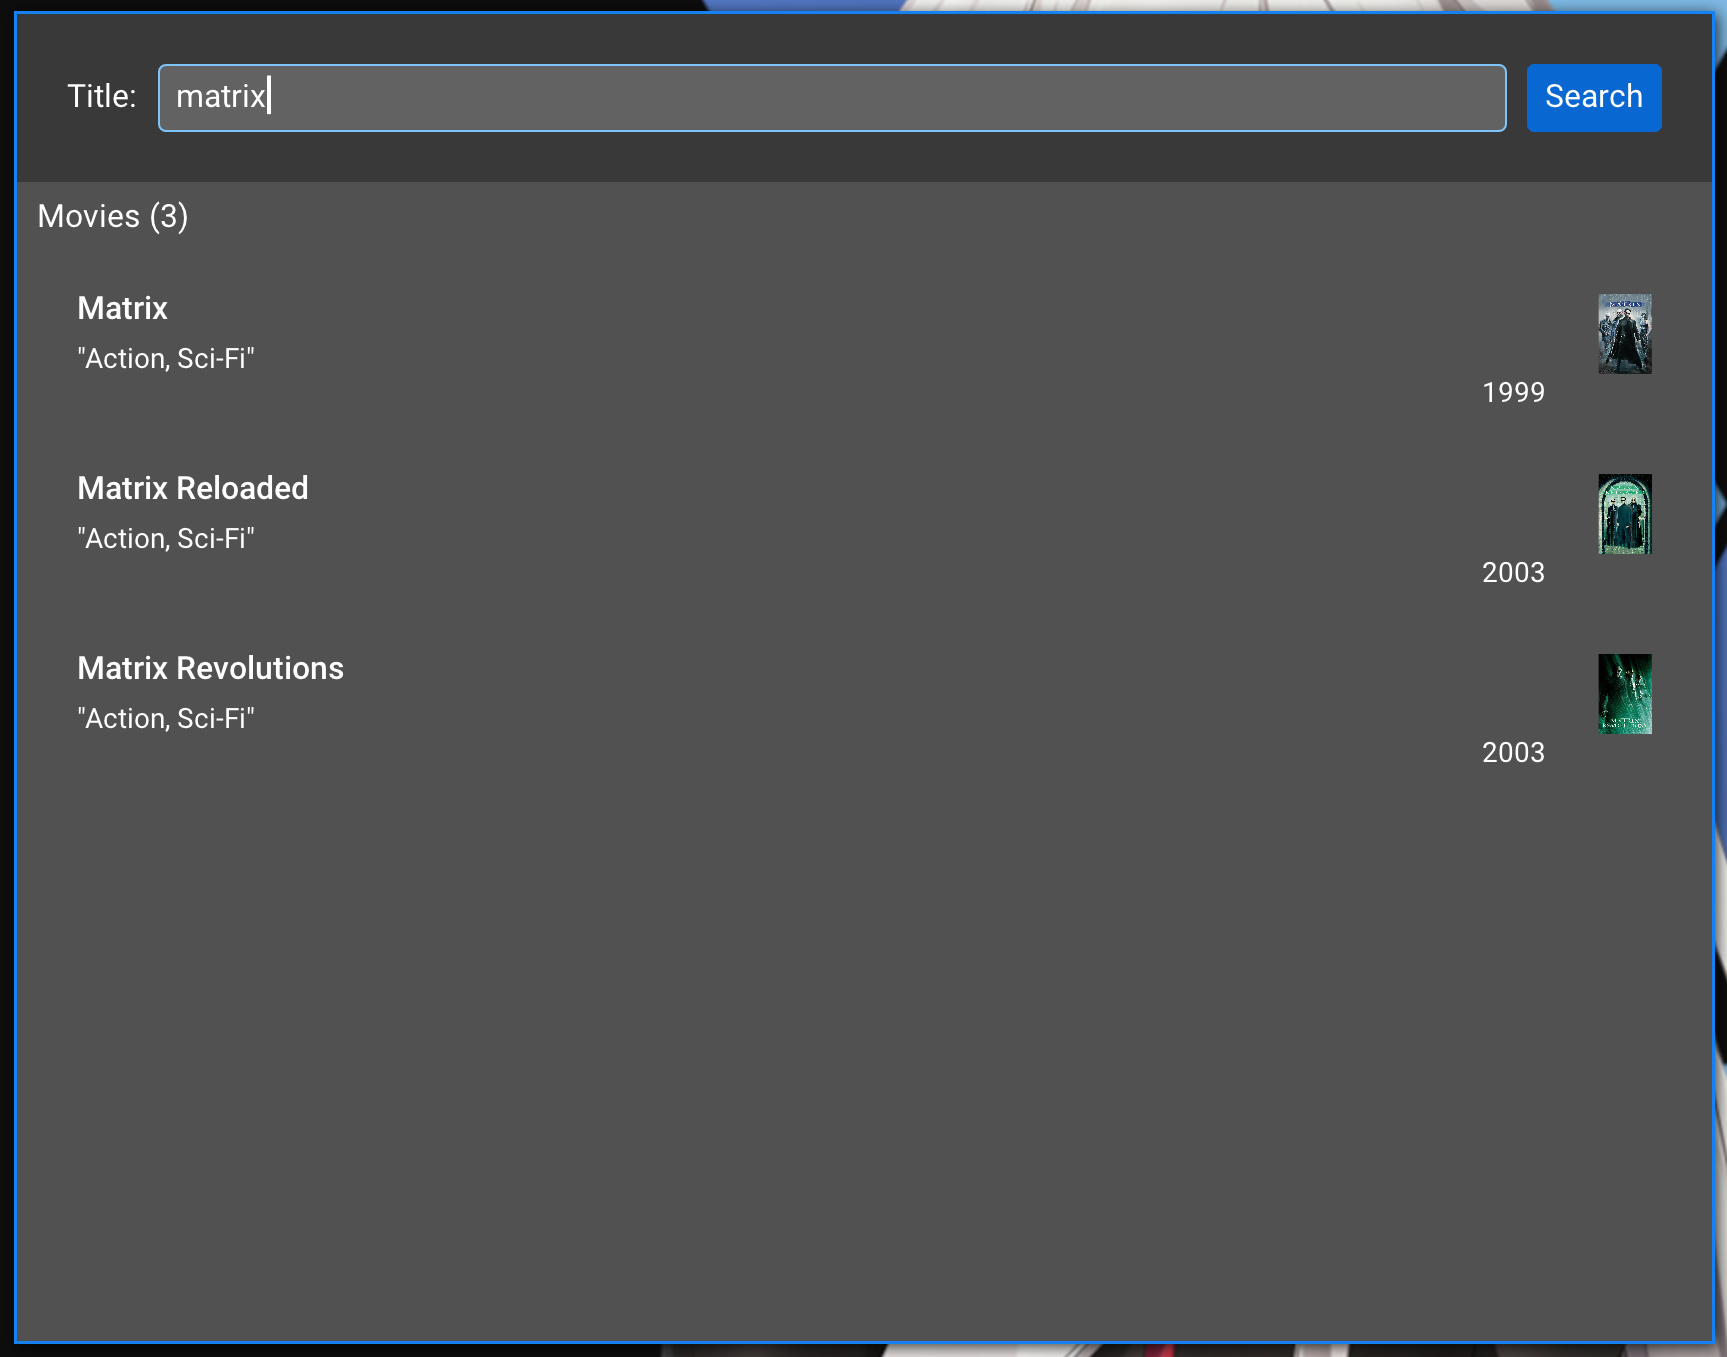 Title: matrix Search
Movies (3)
Matrix
"Action, Sci-Fi"
1999
Matrix Reloaded
"Action, Sci-Fi"
2003
Matrix Revolutions
"Action, Sci-Fi"
2003